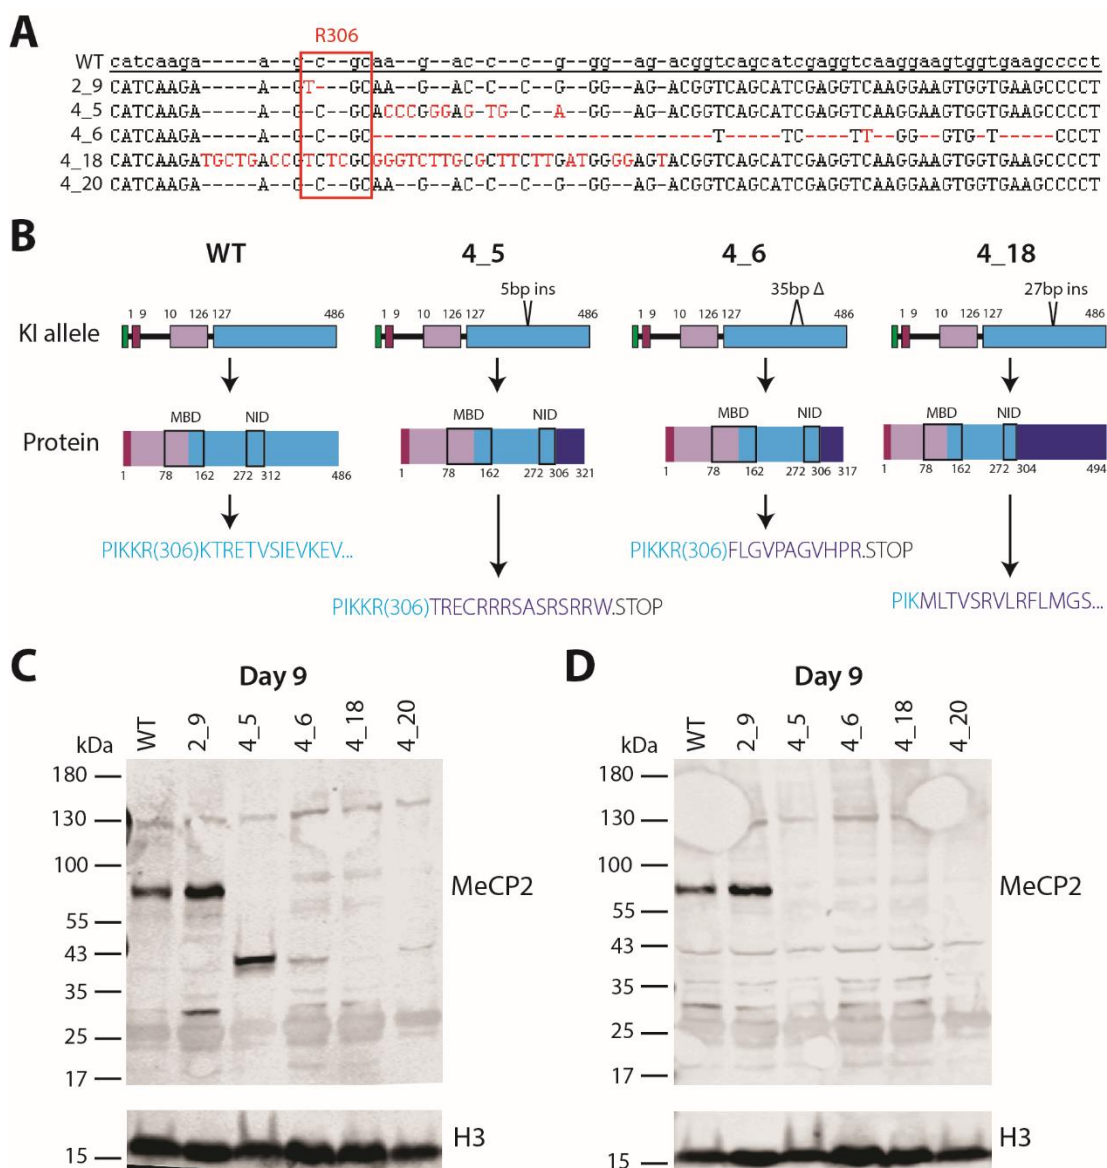 A
R306
WT catcaaga-----a--g-c--gcaa--g--ac--c-c--g--gg--ag-acggtcagcatcgaggtcaaggaagtggtgaagcccct
2_9 CATCAAGA-----A--GT---GCAA--G--AC--C-C--G--GG--AG-ACGGTCAGCATCGAGGTCAAGGAAGTGGTGAAGCCCCT
4_5 CATCAAGA-----A--G-C--GCACCCGGGAG-TG-C--A--GG--AG-ACGGTCAGCATCGAGGTCAAGGAAGTGGTGAAGCCCCT
4_6 CATCAAGA-----A--G-C--GC------------------------------T-----TC----TT--GG--GTG-T-----CCCT
4_18 CATCAAGATGCTGACCGTCTCGCGGGTCTTGCGCTTCTTGATGGGGAGTACGGTCAGCATCGAGGTCAAGGAAGTGGTGAAGCCCCT
4_20 CATCAAGA-----A--G-C--GCAA--G--AC--C-C--G--GG--AG-ACGGTCAGCATCGAGGTCAAGGAAGTGGTGAAGCCCCT
B
WT 4_5 4_6 4_18
5bp ins 35bp Δ 27bp ins
KI allele 1 9 10 126 127 486 1 9 10 126 127 486 1 9 10 126 127 486 1 9 10 126 127 486
MBD NID MBD NID MBD NID MBD NID
Protein
1 78 162 272 312 486 1 78 162 272 306 321 1 78 162 272 306 317 1 78 162 272 304 494
PIKKR(306)KTRETVSIEVKEV...
PIKKR(306)TRECRRRSASRSRRW.STOP
PIKKR(306)FLGVPAGVHPR.STOP
PIKMLTVSRVLRFLMGS...
C
Day 9
kDa WT 2_9 4_5 4_6 4_18 4_20
180
130
100
MeCP2
55
43
35
25
17
H3
15
D
Day 9
kDa WT 2_9 4_5 4_6 4_18 4_20
180
130
100
MeCP2
55
43
35
25
17
H3
15